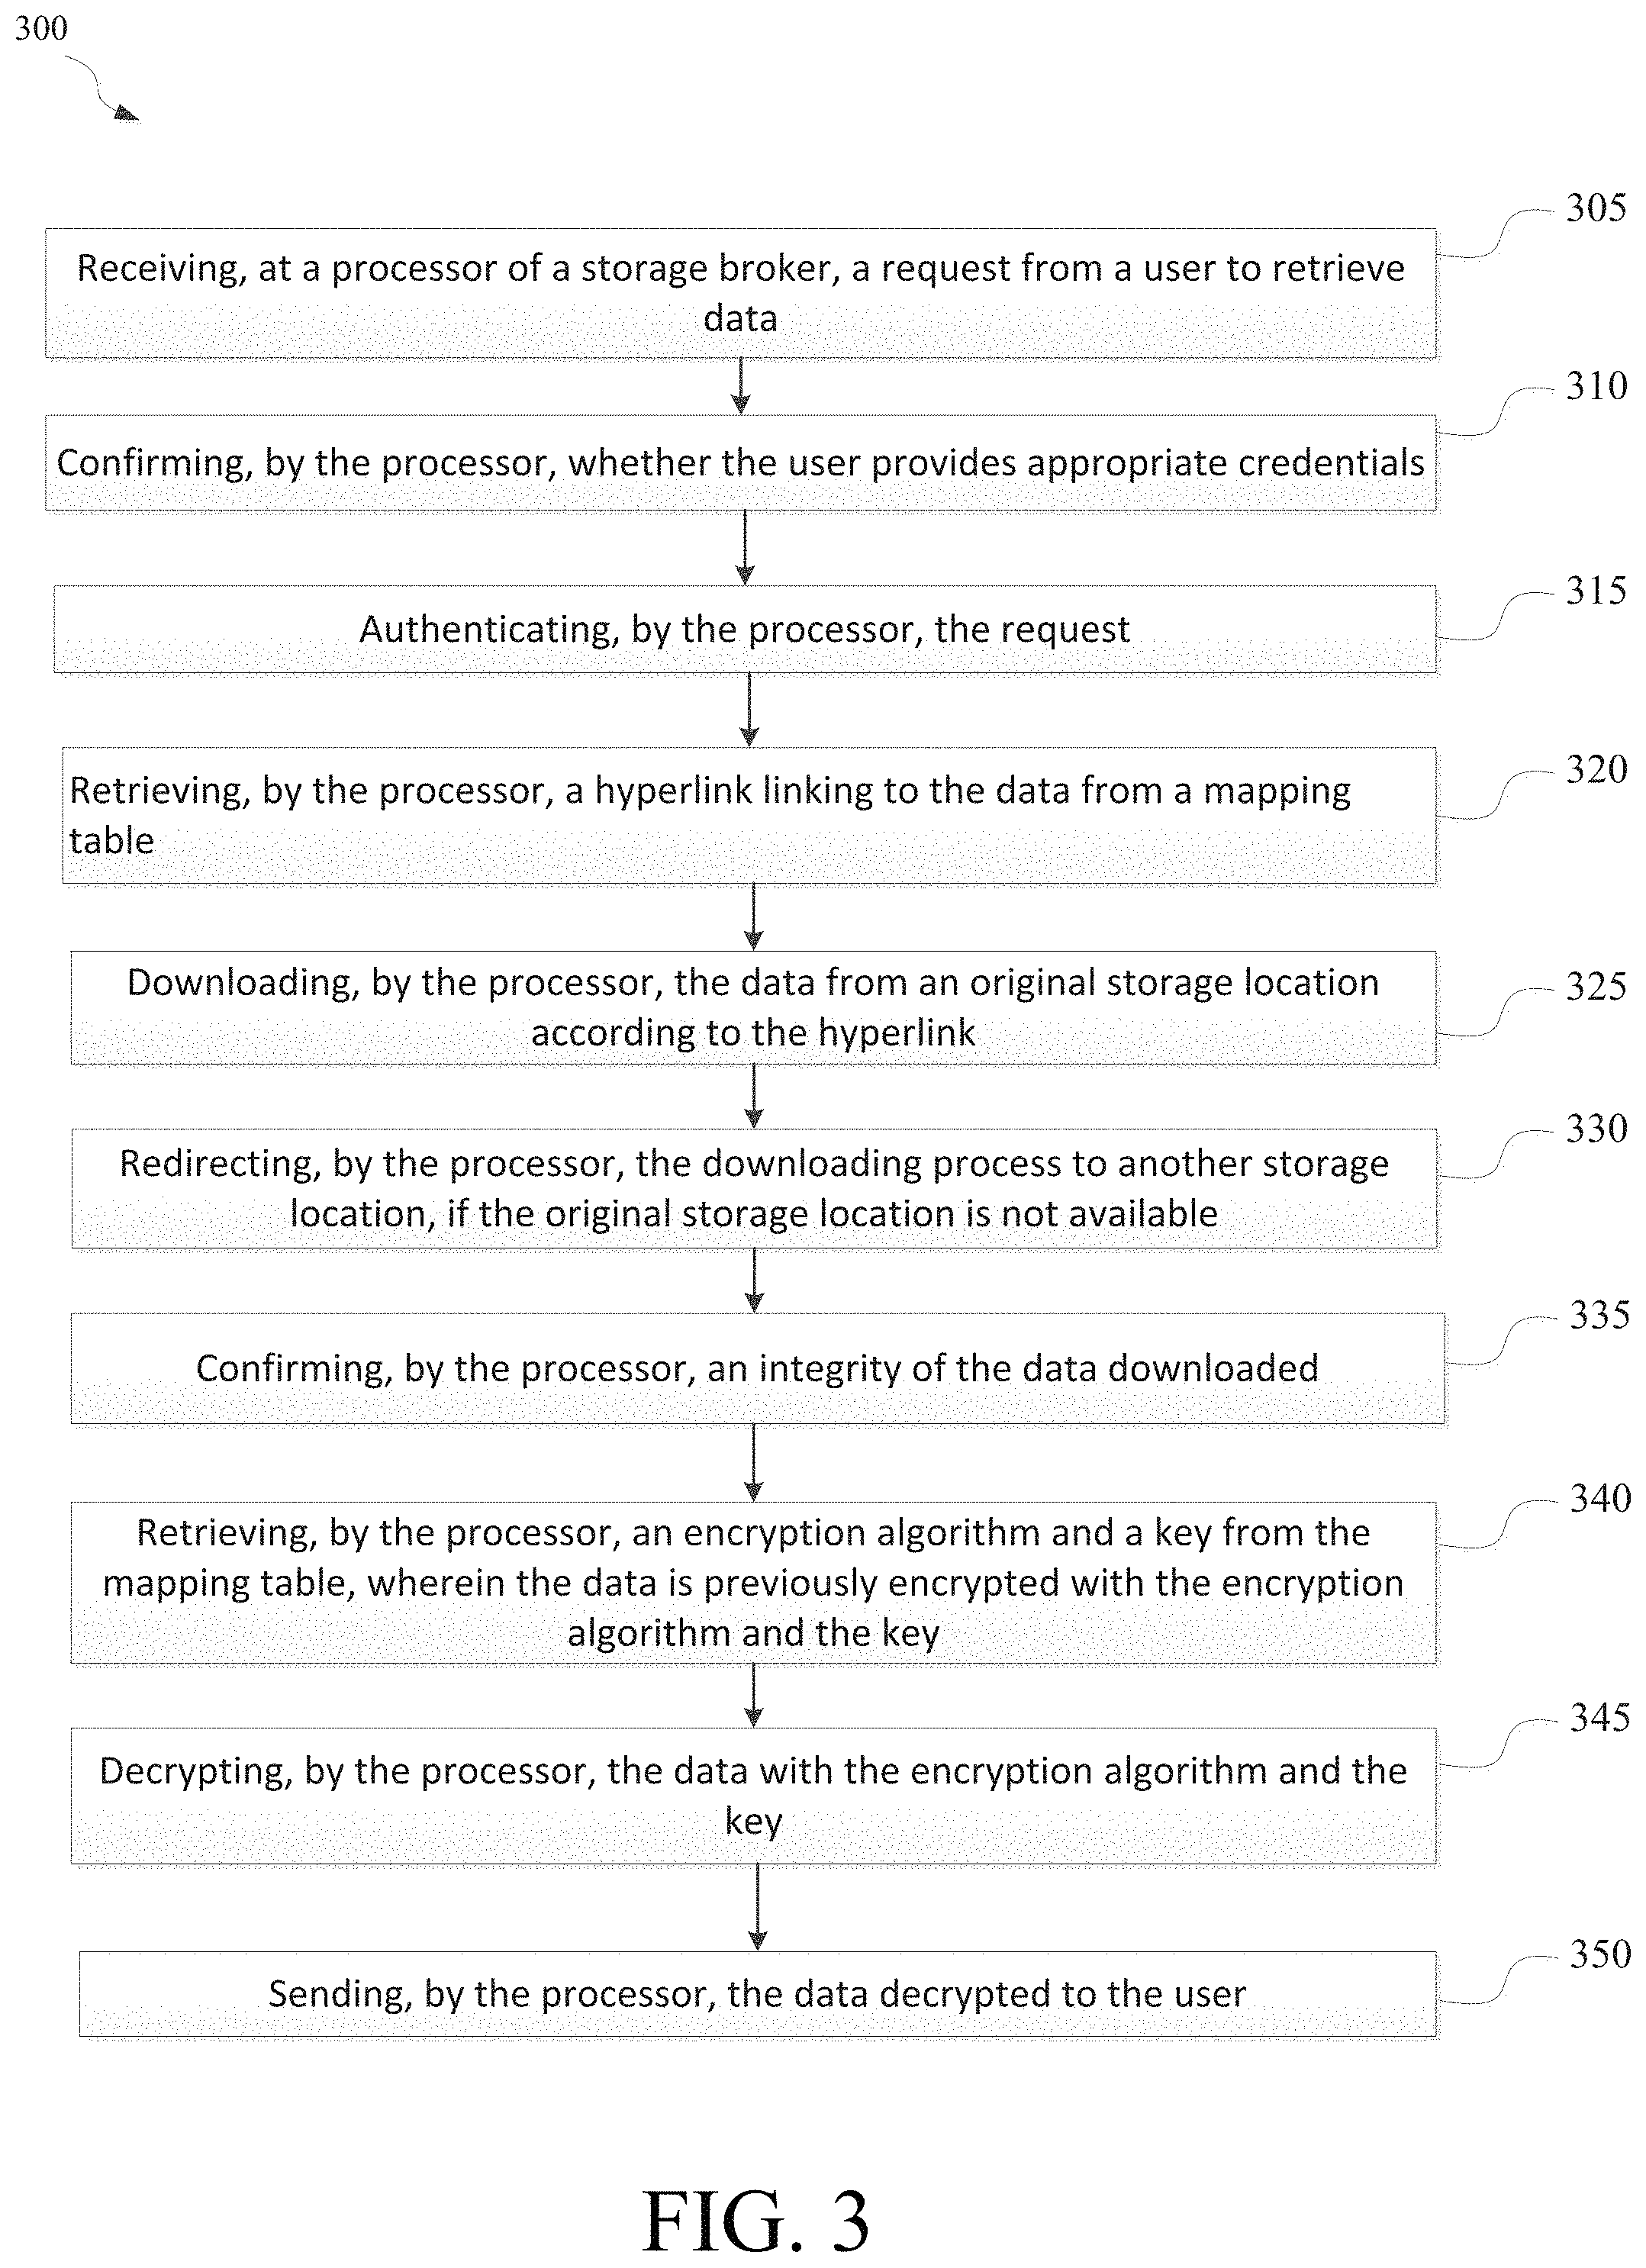 300
305
Receiving, at a processor of a storage broker, a request from a user to retrieve
data
310
Confirming, by the processor, whether the user provides appropriate credentials
315
Authenticating, by the processor, the request
320
Retrieving, by the processor, a hyperlink linking to the data from a mapping
table
325
Downloading, by the processor, the data from an original storage location
according to the hyperlink
330
Redirecting, by the processor, the downloading process to another storage
location, if the original storage location is not available
335
Confirming, by the processor, an integrity of the data downloaded
340
Retrieving, by the processor, an encryption algorithm and a key from the
mapping table, wherein the data is previously encrypted with the encryption
algorithm and the key
345
Decrypting, by the processor, the data with the encryption algorithm and the
key
350
Sending, by the processor, the data decrypted to the user
FIG. 3